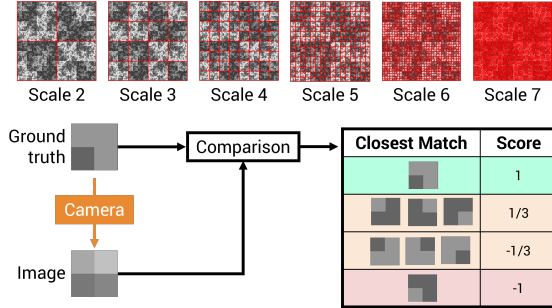 Scale 2 Scale 3 Scale 4 Scale 5 Scale 6 Scale 7
Ground
truth
Comparison
Camera
Image
Closest Match Score
1
1/3
-1/3
-1